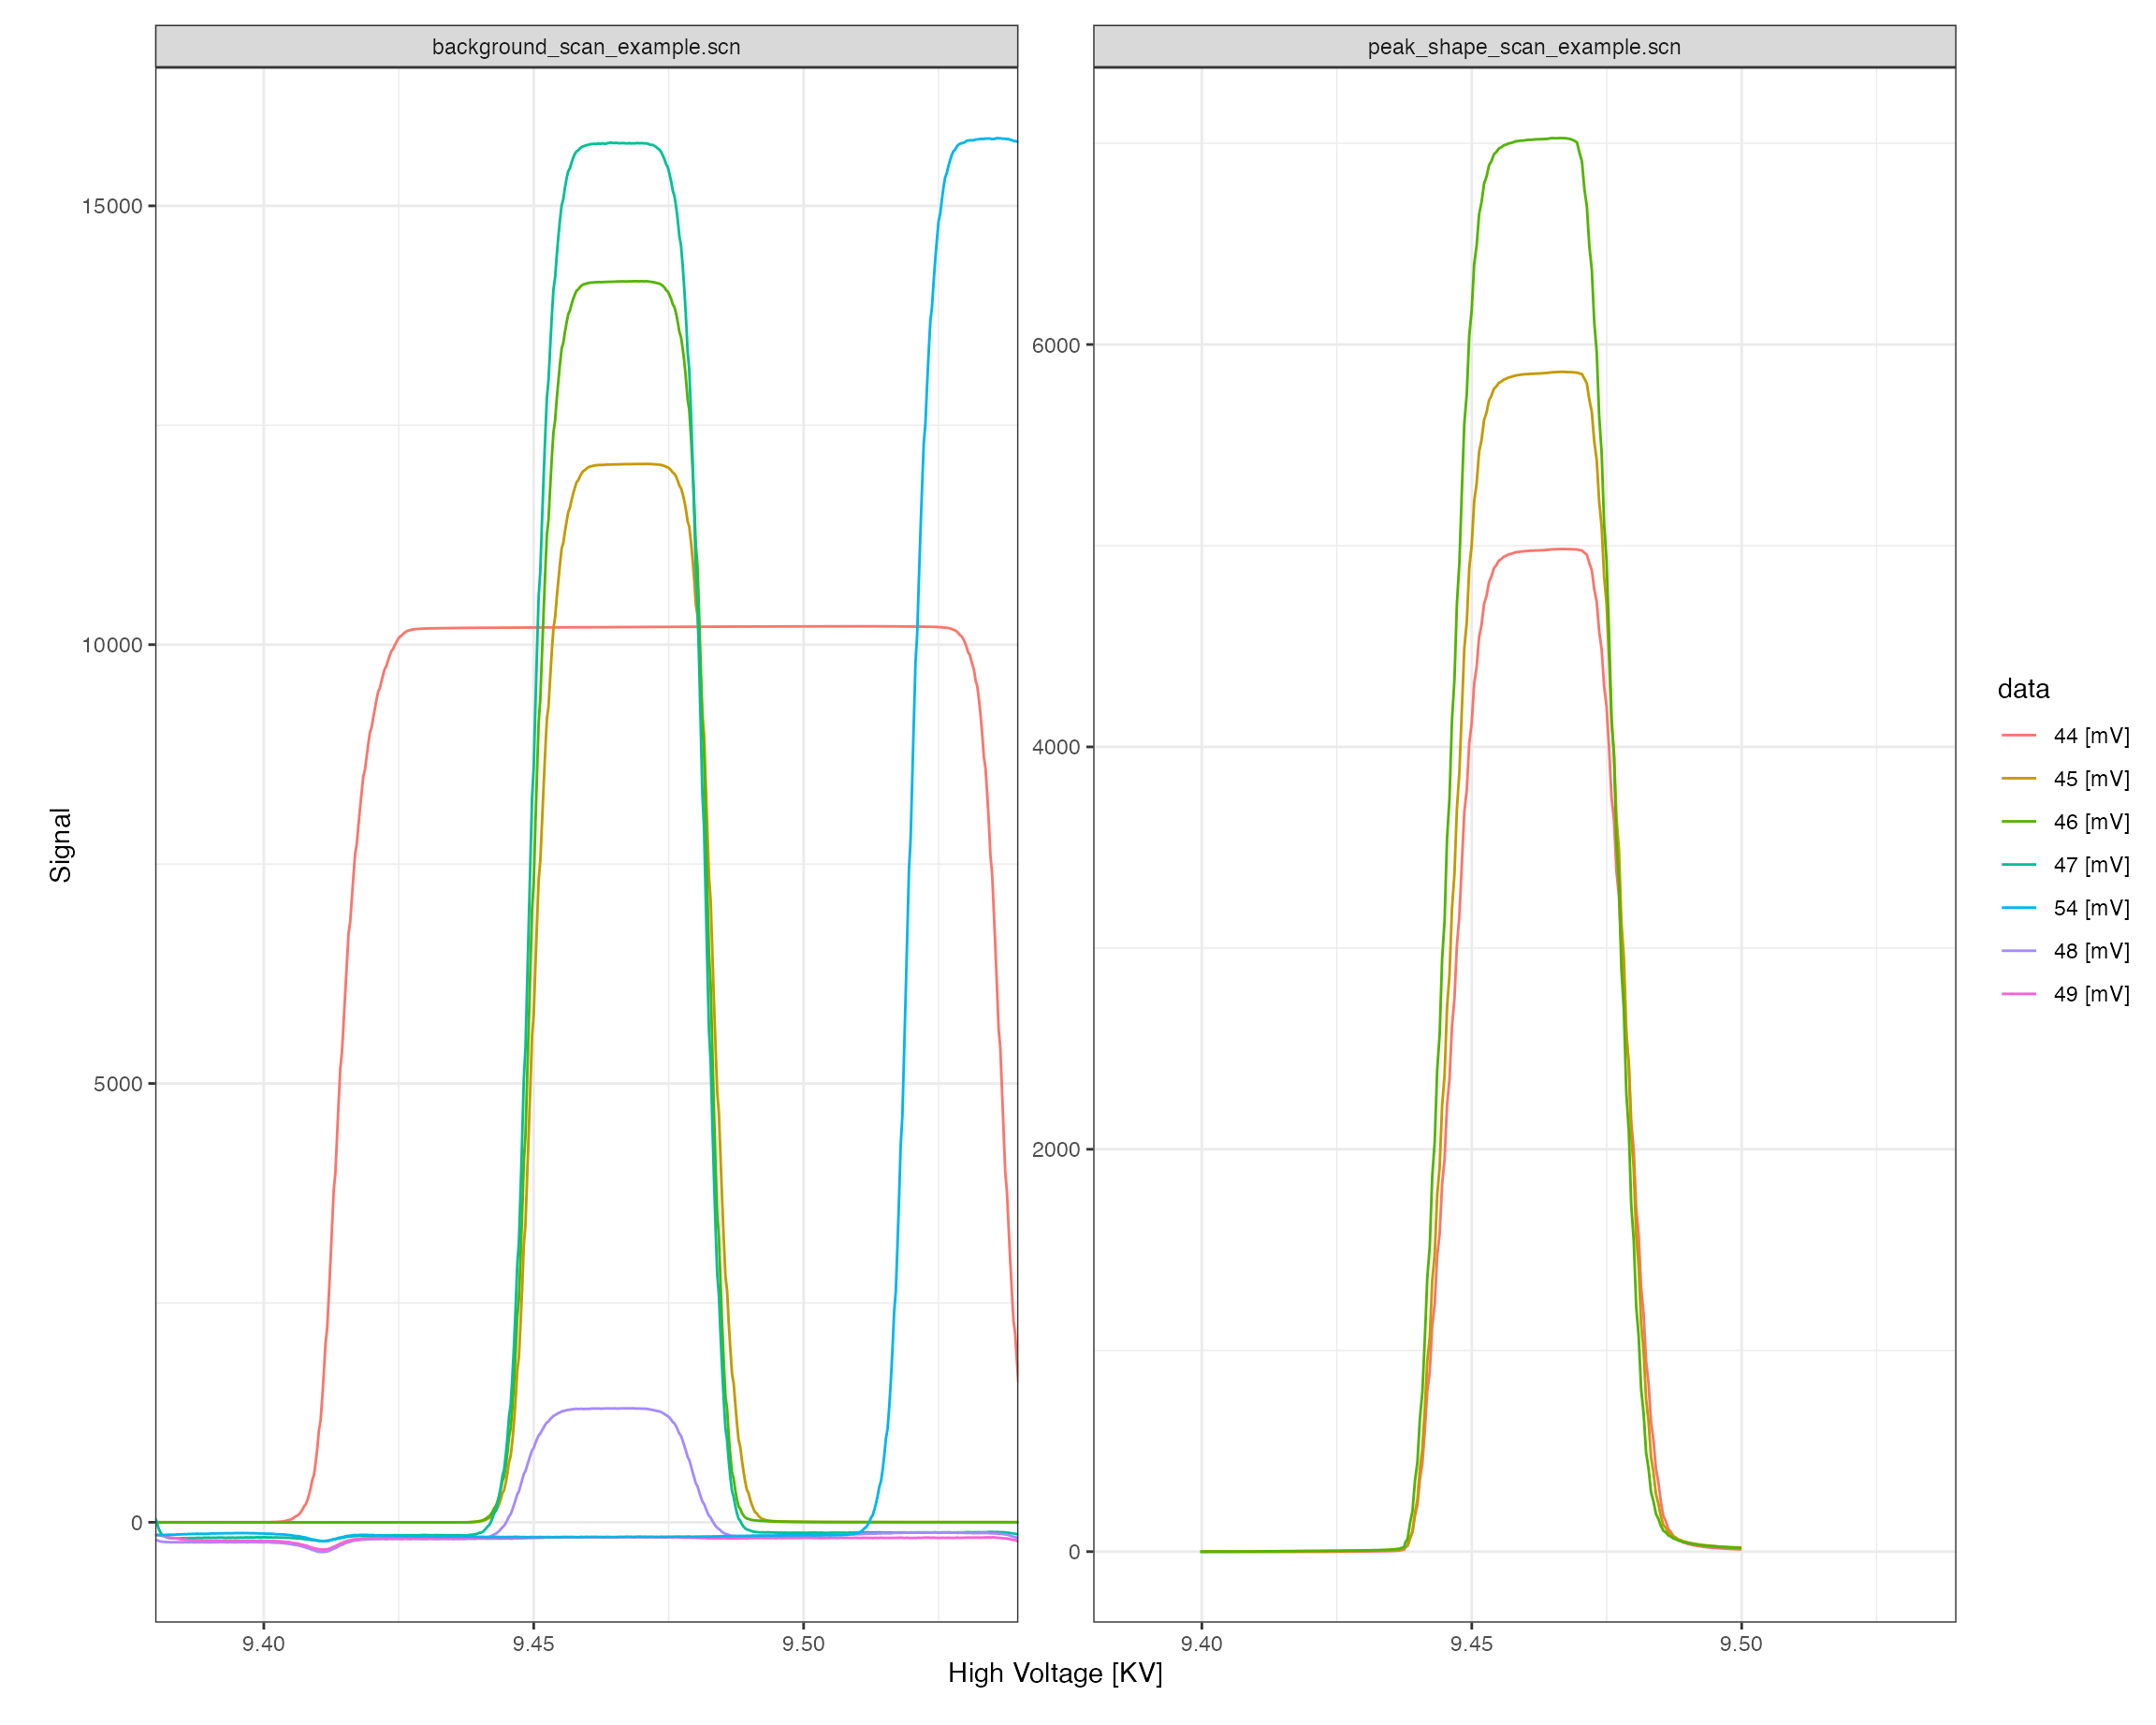 background_scan_example.scn
peak_shape_scan_example.scn
15000
10000
5000
0
6000
4000
2000
0
Signal
9.40
9.45
9.50
9.40
9.45
9.50
High Voltage [KV]
data
44 [mV]
45 [mV]
46 [mV]
47 [mV]
54 [mV]
48 [mV]
49 [mV]